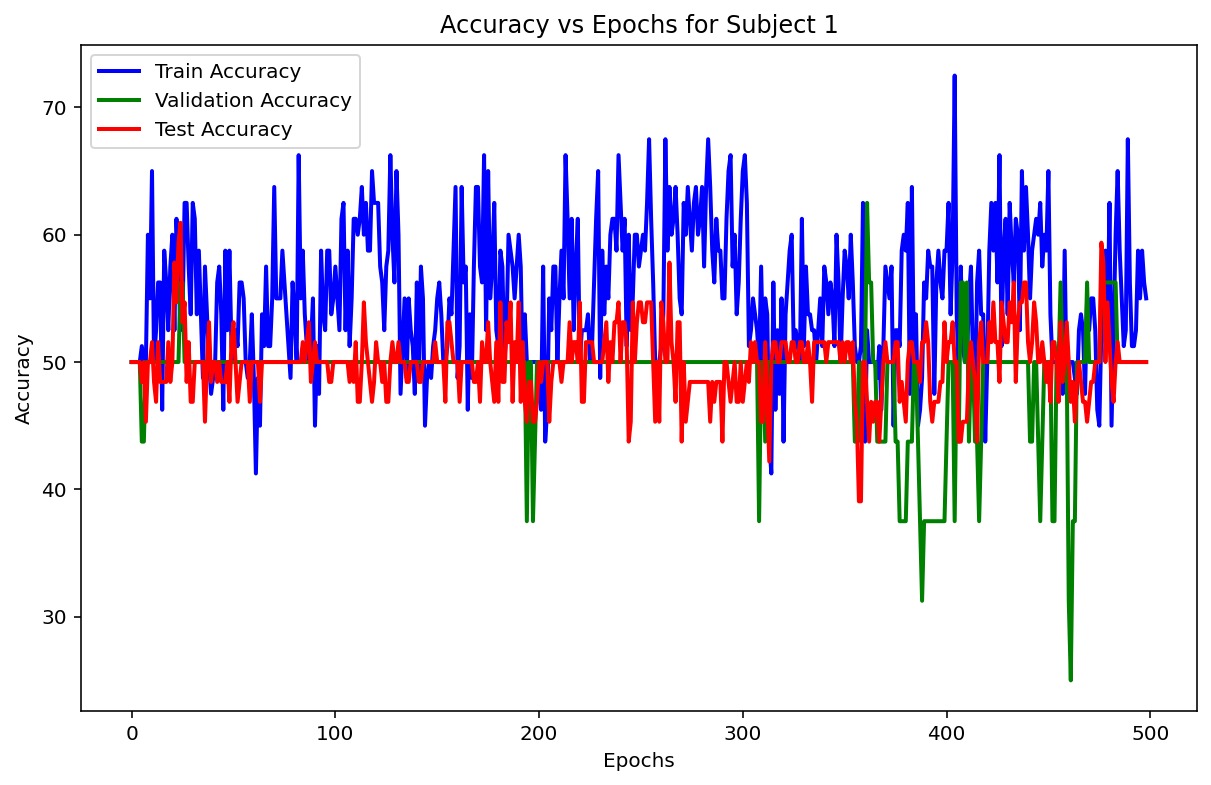 Accuracy vs Epochs for Subject 1
Train Accuracy
Validation Accuracy
Test Accuracy
70
60
50
40
30
Accuracy
0 100 200 300 400 500
Epochs